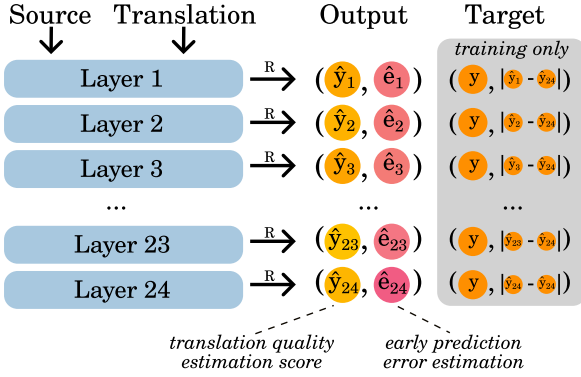 Source Translation Output Target
training only
Layer 1 R (ŷ₁, ê₁) (y, |ŷ₁ - ŷ₂₄|)
Layer 2 R (ŷ₂, ê₂) (y, |ŷ₂ - ŷ₂₄|)
Layer 3 R (ŷ₃, ê₃) (y, |ŷ₃ - ŷ₂₄|)
... ... ...
Layer 23 R (ŷ₂₃, ê₂₃) (y, |ŷ₂₃ - ŷ₂₄|)
Layer 24 R (ŷ₂₄, ê₂₄) (y, |ŷ₂₄ - ŷ₂₄|)
translation quality early prediction
estimation score error estimation